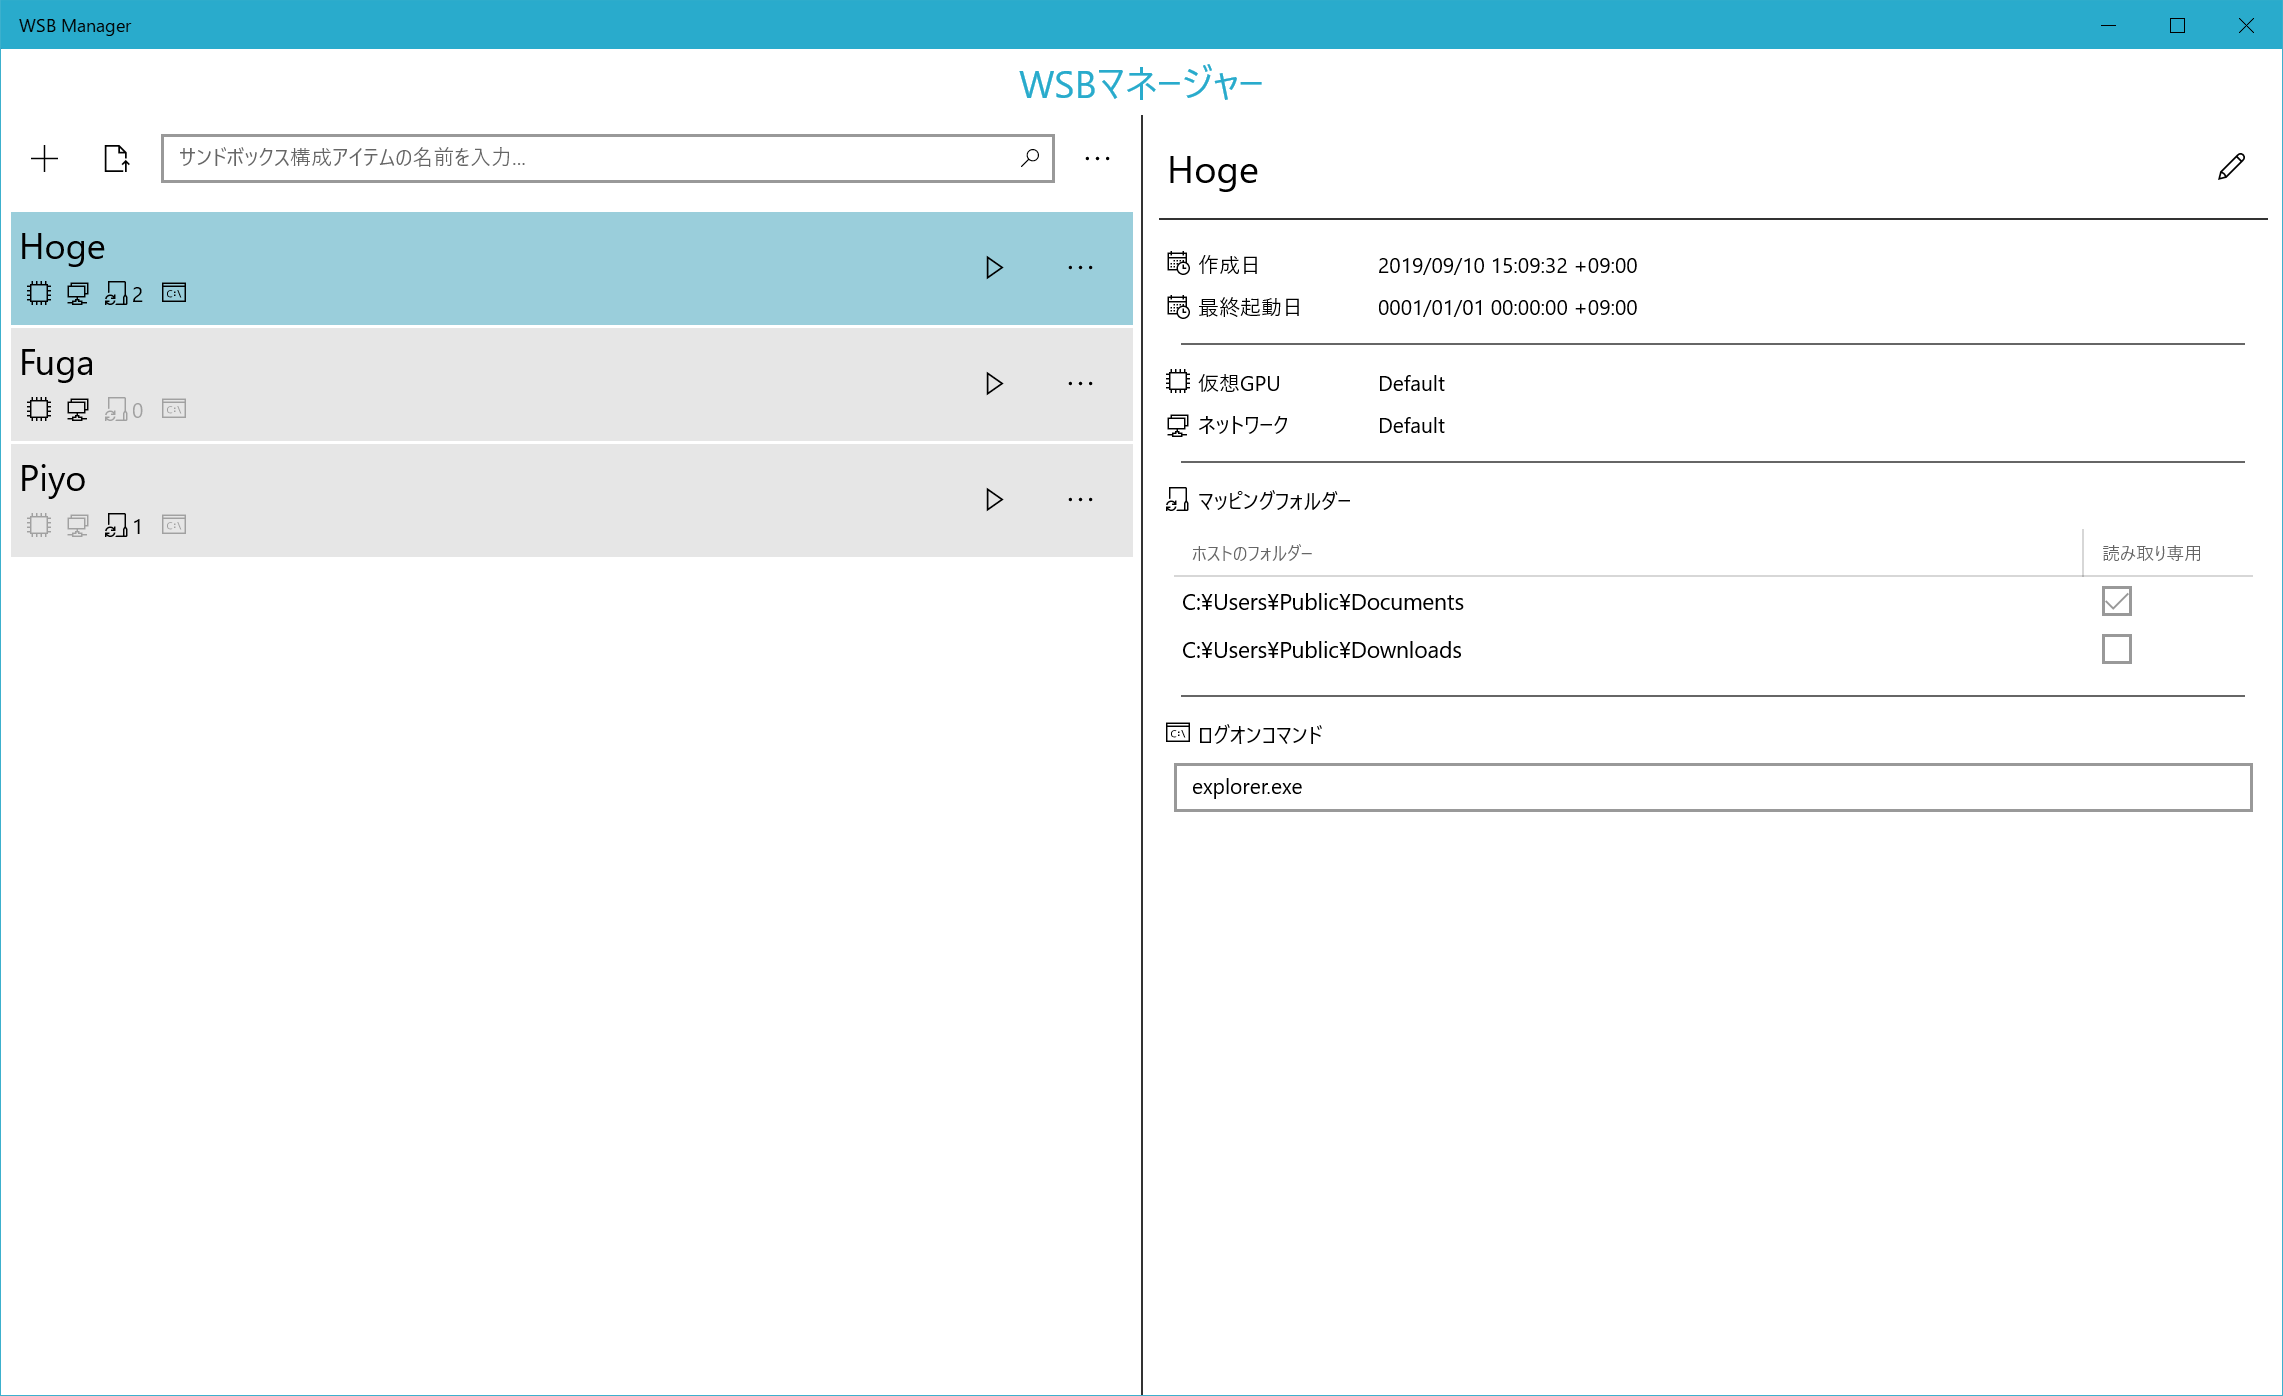 WSB Manager
WSBマネージャー
サンドボックス構成アイテムの名前を入力...
Hoge
2
C:\
Fuga
0
C:\
Piyo
1
C:\
Hoge
作成日 2019/09/10 15:09:32 +09:00
最終起動日 0001/01/01 00:00:00 +09:00
仮想GPU Default
ネットワーク Default
マッピングフォルダー
ホストのフォルダー 読み取り専用
C:¥Users¥Public¥Documents
C:¥Users¥Public¥Downloads
C:\ ログオンコマンド
explorer.exe